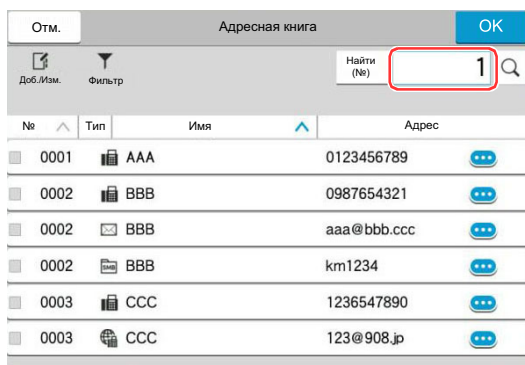 Отм. Адресная книга OK
Доб./Изм. Фильтр Найти (№) 1
№ Тип Имя Адрес
0001 AAA 0123456789
0002 BBB 0987654321
0002 BBB aaa@bbb.ccc
0002 SMB BBB km1234
0003 CCC 1236547890
0003 CCC 123@908.jp